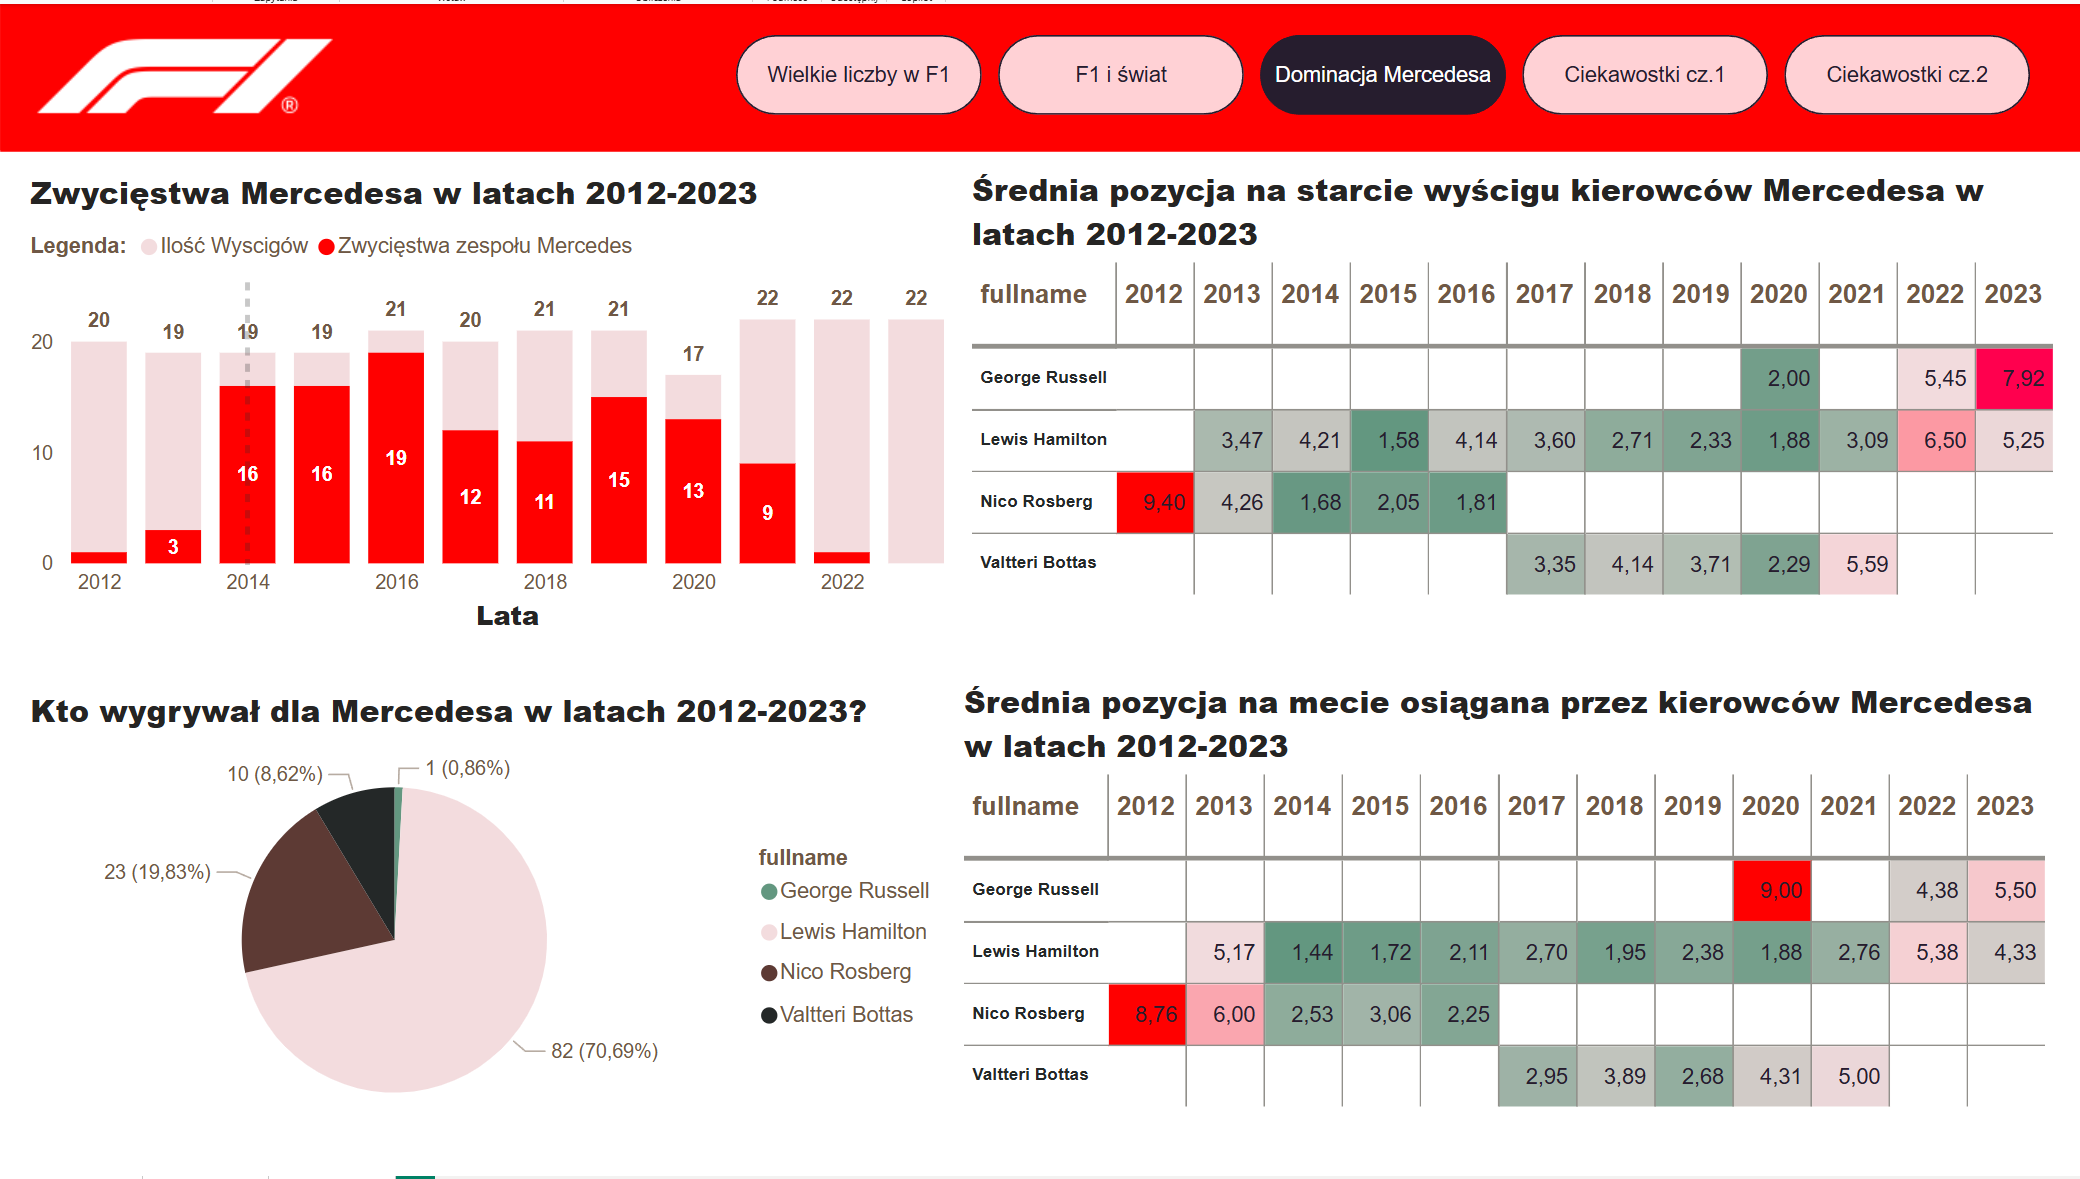 ®
Wielkie liczby w F1
F1 i świat
Dominacja Mercedesa
Ciekawostki cz.1
Ciekawostki cz.2
Zwycięstwa Mercedesa w latach 2012-2023
Legenda: Ilość Wyscigów Zwycięstwa zespołu Mercedes
20 19 19 19 21 20 21 21 17 22 22 22
20
10
0
3 16 16 19 12 11 15 13 9
2012 2014 2016 2018 2020 2022
Lata
Średnia pozycja na starcie wyścigu kierowców Mercedesa w
latach 2012-2023
fullname 2012 2013 2014 2015 2016 2017 2018 2019 2020 2021 2022 2023
George Russell 2,00 5,45 7,92
Lewis Hamilton 3,47 4,21 1,58 4,14 3,60 2,71 2,33 1,88 3,09 6,50 5,25
Nico Rosberg 9,40 4,26 1,68 2,05 1,81
Valtteri Bottas 3,35 4,14 3,71 2,29 5,59
Kto wygrywał dla Mercedesa w latach 2012-2023?
10 (8,62%)
1 (0,86%)
23 (19,83%)
82 (70,69%)
fullname
George Russell
Lewis Hamilton
Nico Rosberg
Valtteri Bottas
Średnia pozycja na mecie osiągana przez kierowców Mercedesa
w latach 2012-2023
fullname 2012 2013 2014 2015 2016 2017 2018 2019 2020 2021 2022 2023
George Russell 9,00 4,38 5,50
Lewis Hamilton 5,17 1,44 1,72 2,11 2,70 1,95 2,38 1,88 2,76 5,38 4,33
Nico Rosberg 8,76 6,00 2,53 3,06 2,25
Valtteri Bottas 2,95 3,89 2,68 4,31 5,00